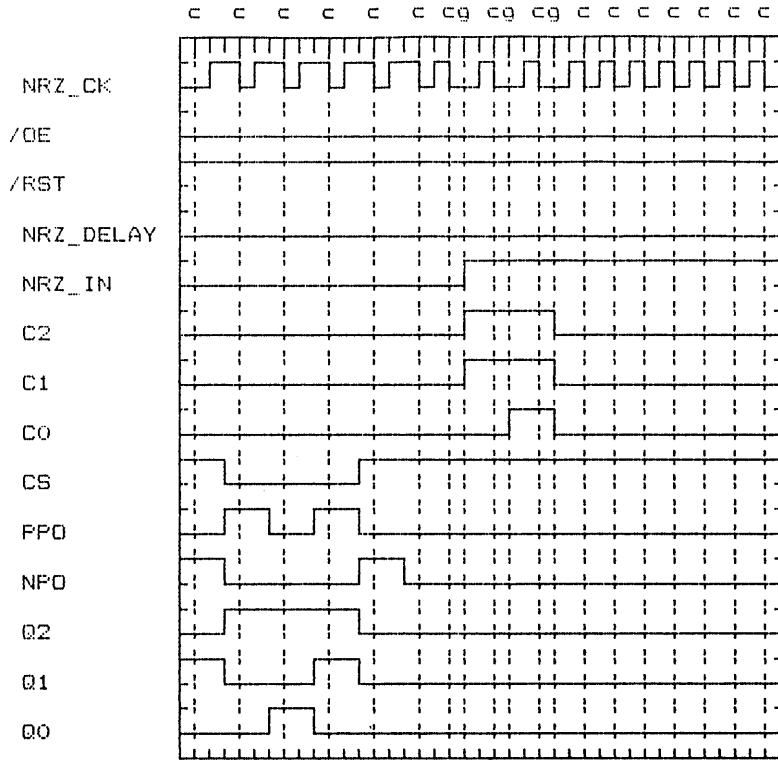 c c c c c c cg cg cg c c c c c c c
NRZ_CK
/OE
/RST
NRZ_DELAY
NRZ_IN
C2
C1
C0
CS
PPO
NPO
Q2
Q1
Q0